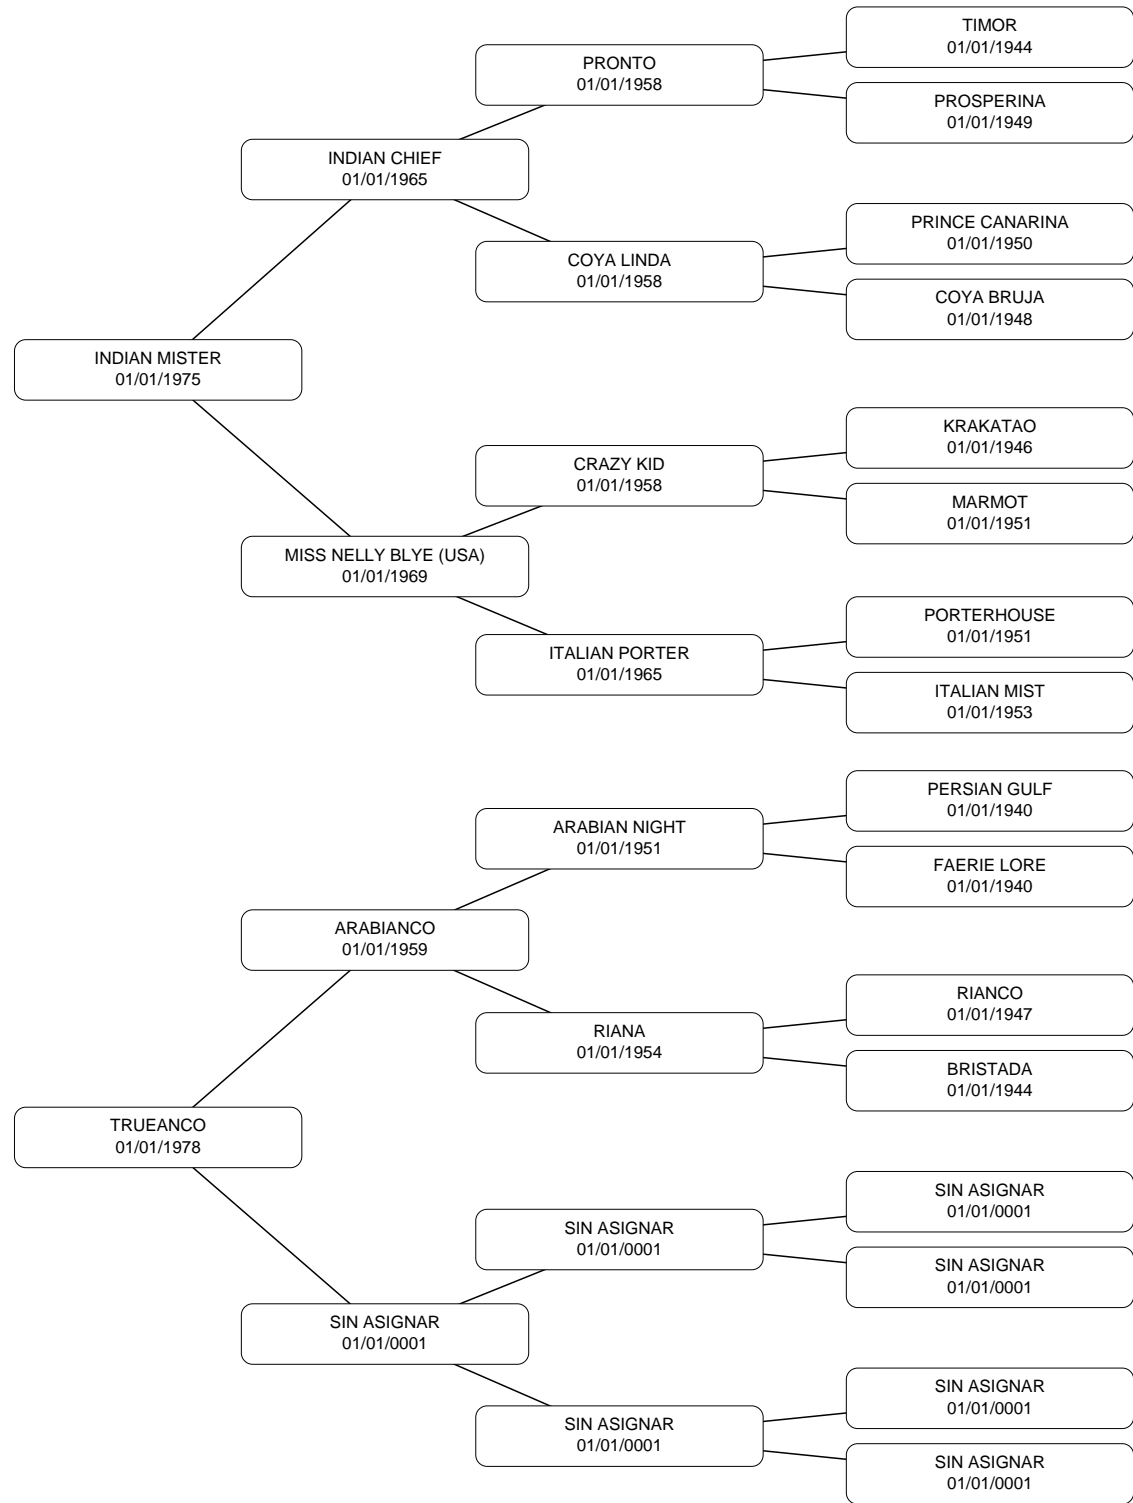 TIMOR
01/01/1944
PRONTO
01/01/1958
PROSPERINA
01/01/1949
INDIAN CHIEF
01/01/1965
PRINCE CANARINA
01/01/1950
COYA LINDA
01/01/1958
COYA BRUJA
01/01/1948
INDIAN MISTER
01/01/1975
KRAKATAO
01/01/1946
CRAZY KID
01/01/1958
MARMOT
01/01/1951
MISS NELLY BLYE (USA)
01/01/1969
PORTERHOUSE
01/01/1951
ITALIAN PORTER
01/01/1965
ITALIAN MIST
01/01/1953
PERSIAN GULF
01/01/1940
ARABIAN NIGHT
01/01/1951
FAERIE LORE
01/01/1940
ARABIANCO
01/01/1959
RIANCO
01/01/1947
RIANA
01/01/1954
BRISTADA
01/01/1944
TRUEANCO
01/01/1978
SIN ASIGNAR
01/01/0001
SIN ASIGNAR
01/01/0001
SIN ASIGNAR
01/01/0001
SIN ASIGNAR
01/01/0001
SIN ASIGNAR
01/01/0001
SIN ASIGNAR
01/01/0001
SIN ASIGNAR
01/01/0001